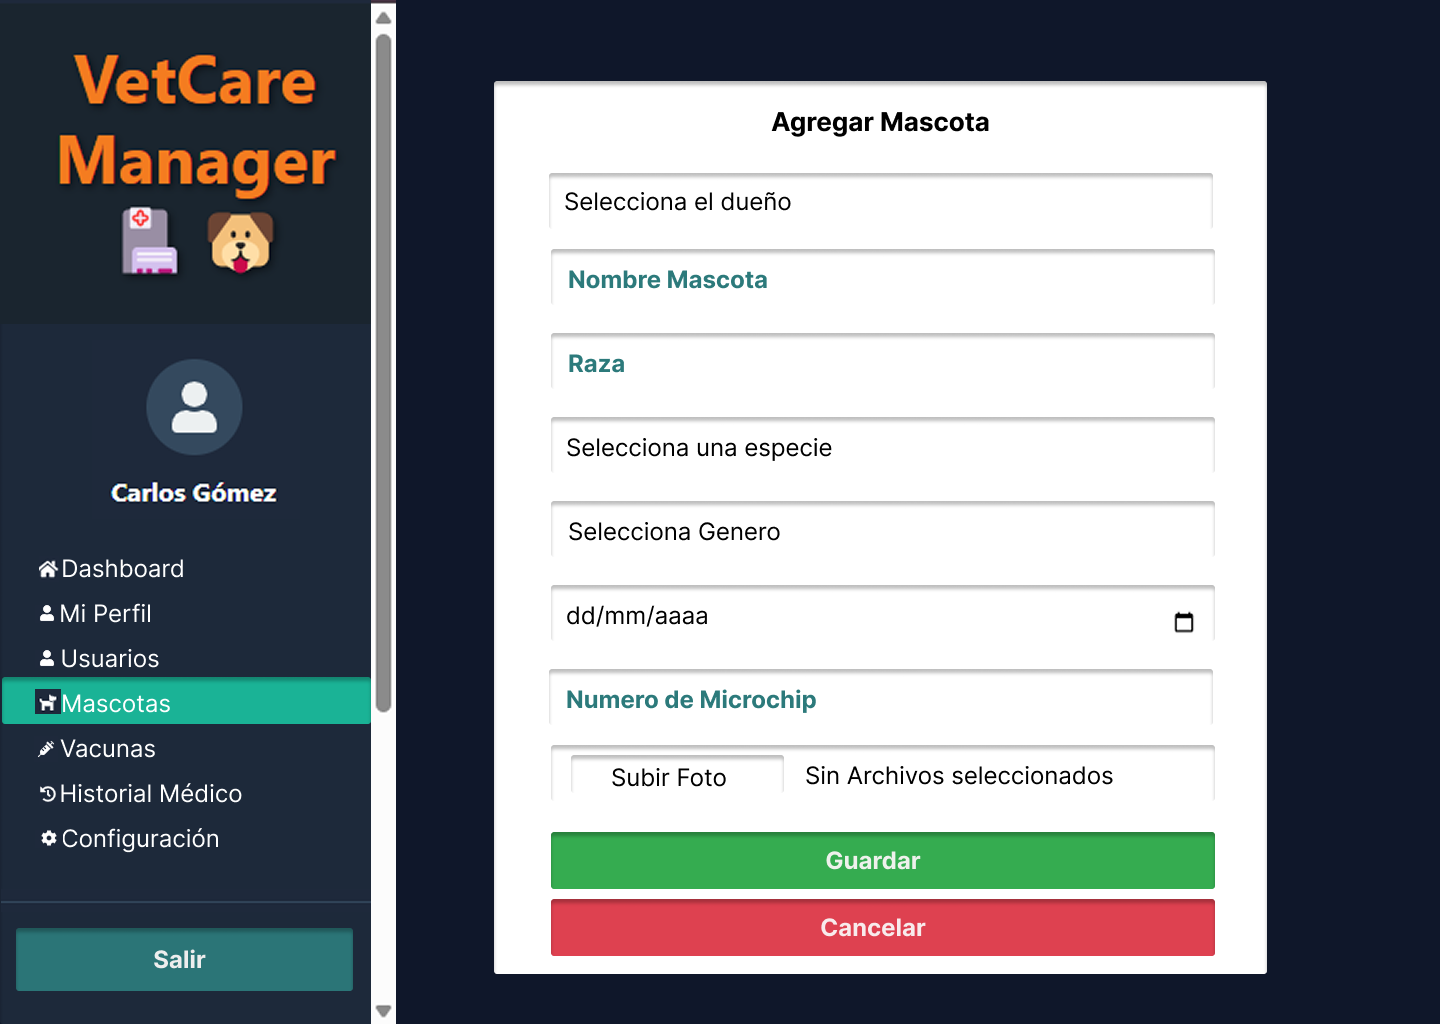 VetCare
Manager
Carlos Gómez
Dashboard
Mi Perfil
Usuarios
Mascotas
Vacunas
Historial Médico
Configuración
Salir
Agregar Mascota
Selecciona el dueño
Nombre Mascota
Raza
Selecciona una especie
Selecciona Genero
dd/mm/aaaa
Numero de Microchip
Subir Foto Sin Archivos seleccionados
Guardar
Cancelar